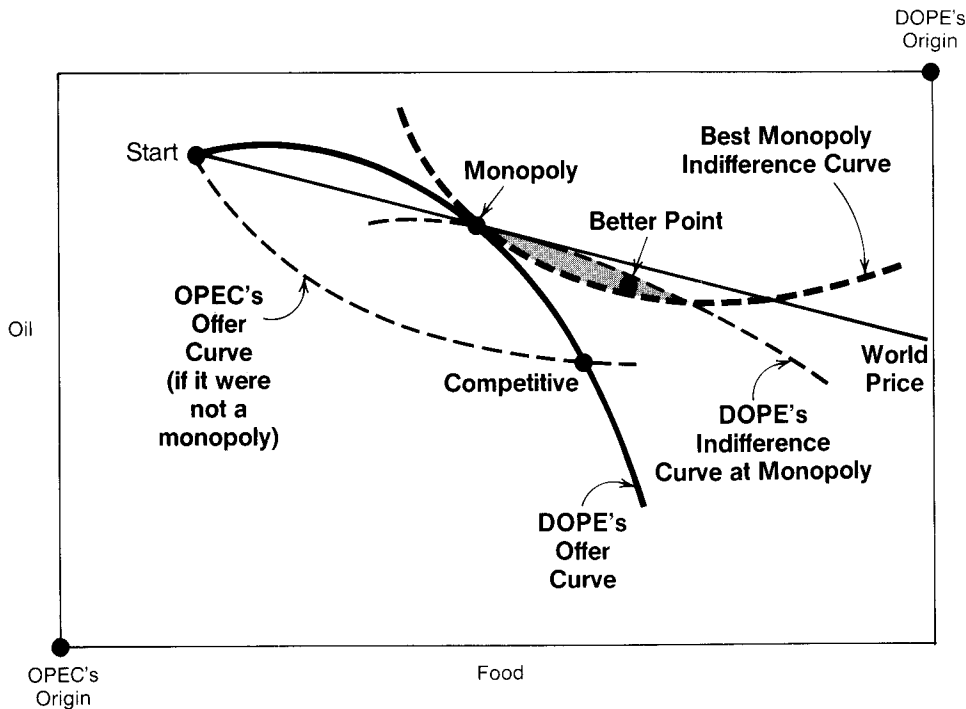 DOPE's
Origin
Start
Monopoly
Best Monopoly
Indifference Curve
Better Point
OPEC's
Offer
Curve
(if it were
not a
monopoly)
Oil
Competitive
World
Price
DOPE's
Indifference
Curve at Monopoly
DOPE's
Offer
Curve
OPEC's
Origin
Food